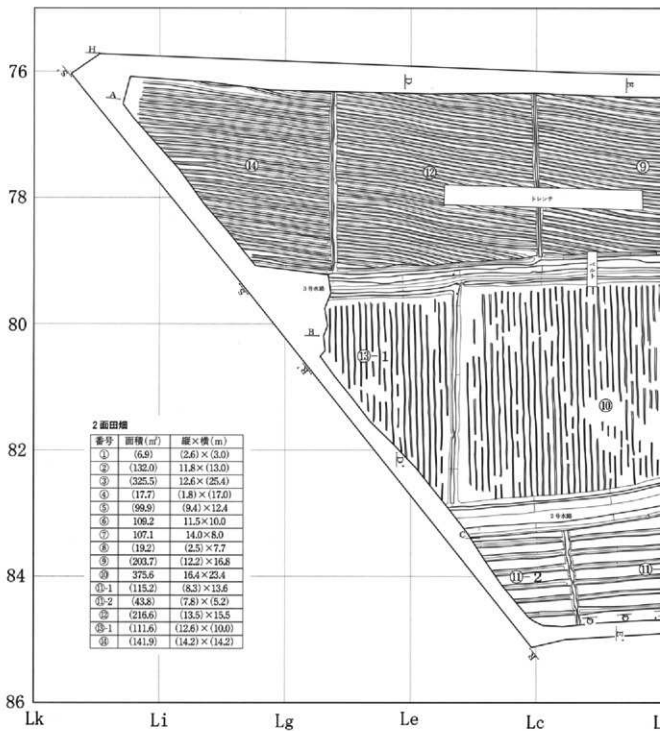 H
76
A
D
E
⑭
⑫
⑨
78
トレンチ
ベルト
3号水路
80
B
⑬-1
⑩
2面田畑
番号 面積(㎡) 縦×横(m)
① (6.9) (2.6)×(3.0)
② (132.0) 11.8×(13.0)
③ (325.5) 12.6×(25.4)
④ (17.7) (1.8)×(17.0)
⑤ (99.9) (9.4)×12.4
⑥ 109.2 11.5×10.0
⑦ 107.1 14.0×8.0
⑧ (19.2) (2.5)×7.7
⑨ (203.7) (12.2)×16.8
⑩ 375.6 16.4×23.4
⑪-1 (115.2) (8.3)×13.6
⑪-2 (43.8) (7.8)×(5.2)
⑫ (216.6) (13.5)×15.5
⑬-1 (111.6) (12.6)×(10.0)
⑭ (141.9) (14.2)×(14.2)
82
D'
2号水路
C
84
⑪-2
⑪
86
Lk Li Lg Le Lc L